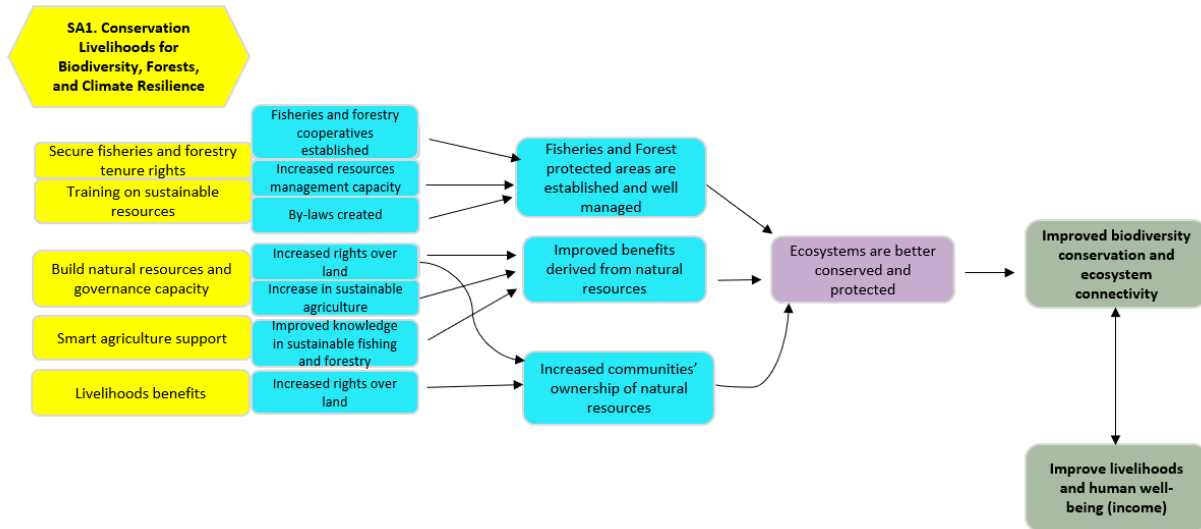 SA1. Conservation
Livelihoods for
Biodiversity, Forests,
and Climate Resilience
Secure fisheries and forestry
tenure rights
Training on sustainable
resources
Build natural resources and
governance capacity
Smart agriculture support
Livelihoods benefits
Fisheries and forestry
cooperatives
established
Increased resources
management capacity
By-laws created
Increased rights over
land
Increase in sustainable
agriculture
Improved knowledge
in sustainable fishing
and forestry
Increased rights over
land
Fisheries and Forest
protected areas are
established and well
managed
Improved benefits
derived from natural
resources
Increased communities’
ownership of natural
resources
Ecosystems are better
conserved and
protected
Improved biodiversity
conservation and
ecosystem
connectivity
Improve livelihoods
and human well-
being (income)